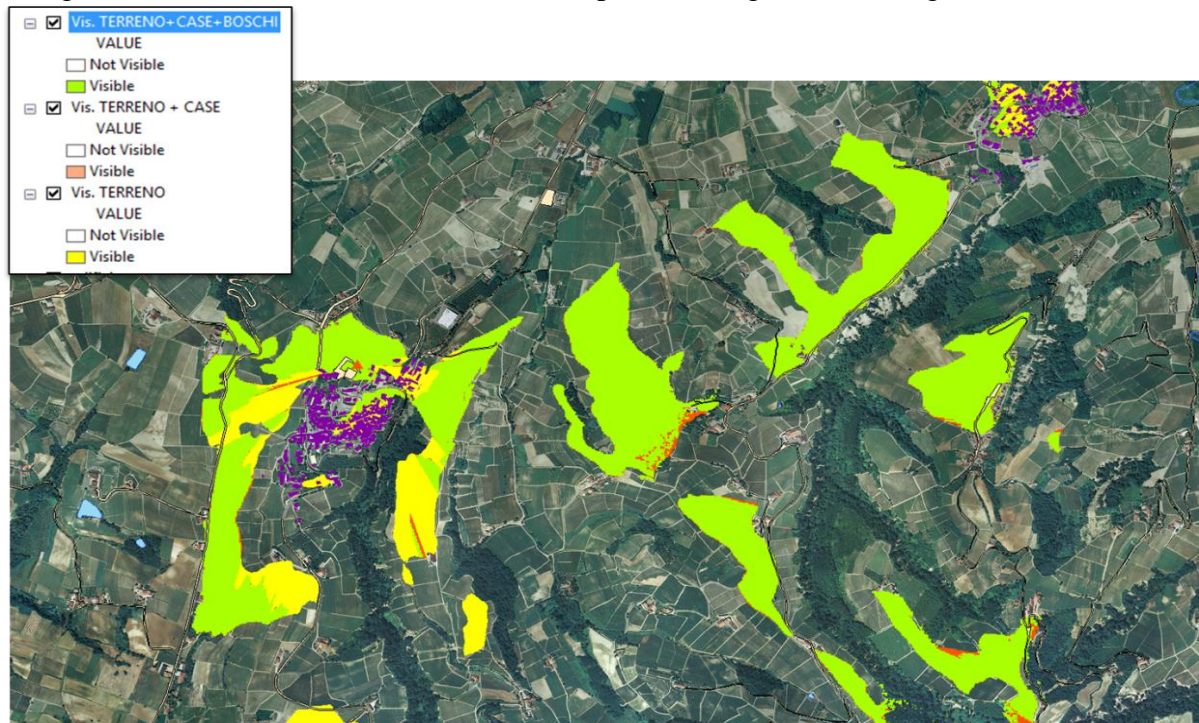 Vis. TERRENO+CASE+BOSCHI
VALUE
Not Visible
Visible
Vis. TERRENO + CASE
VALUE
Not Visible
Visible
Vis. TERRENO
VALUE
Not Visible
Visible